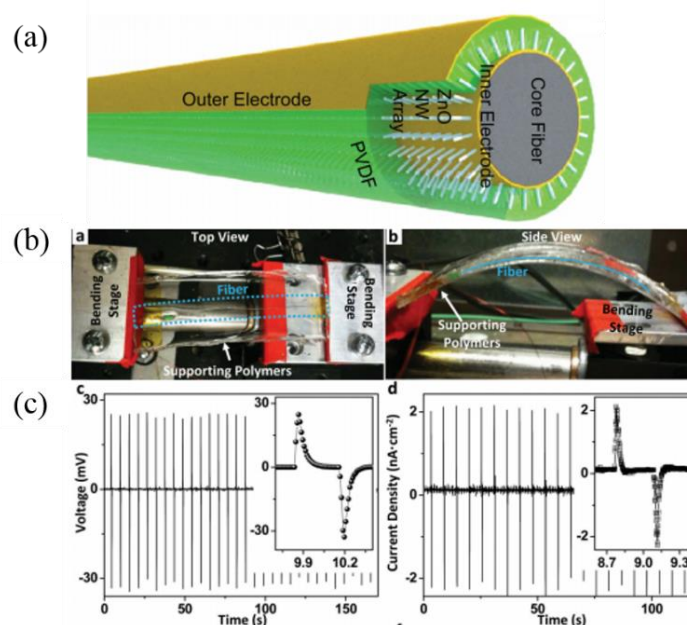 (a)
Outer Electrode
PVDF
ZnO
NW
Array
Inner Electrode
Core Fiber
(b)
a
Top View
Bending
Stage
Fiber
Bending
Stage
Supporting Polymers
b
Side View
Fiber
Supporting
Polymers
Bending
Stage
(c)
c
Voltage (mV)
30
0
-30
0
50
100
150
Time (s)
30
0
-30
9.9
10.2
d
Current Density (nA·cm⁻²)
2
0
-2
0
25
50
75
100
Time (s)
2
0
-2
8.7
9.0
9.3